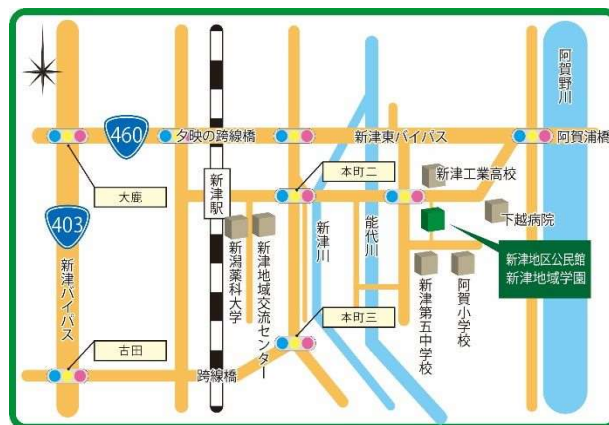 460
夕映の跨線橋
新津東バイパス
阿賀浦橋
阿賀野川
大鹿
403
新津バイパス
新津駅
本町二
新津工業高校
下越病院
新潟薬科大学
新津地域交流センター
新津川
能代川
新津地区公民館
新津地域学園
新津第五中学校
阿賀小学校
本町三
古田
跨線橋